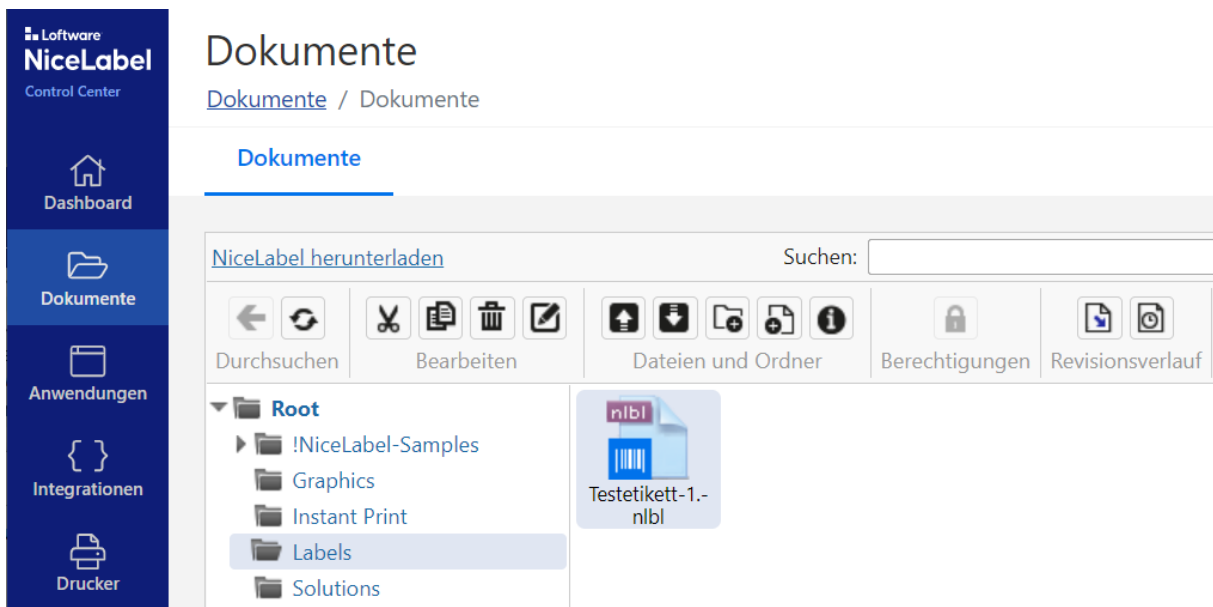 Loftware
NiceLabel
Control Center
Dashboard
Dokumente
Anwendungen
Integrationen
Drucker
Dokumente
Dokumente / Dokumente
Dokumente
NiceLabel herunterladen
Suchen:
Durchsuchen
Bearbeiten
Dateien und Ordner
Berechtigungen
Revisionsverlauf
Root
!NiceLabel-Samples
Graphics
Instant Print
Labels
Solutions
nlbl
Testetikett-1.-
nlbl